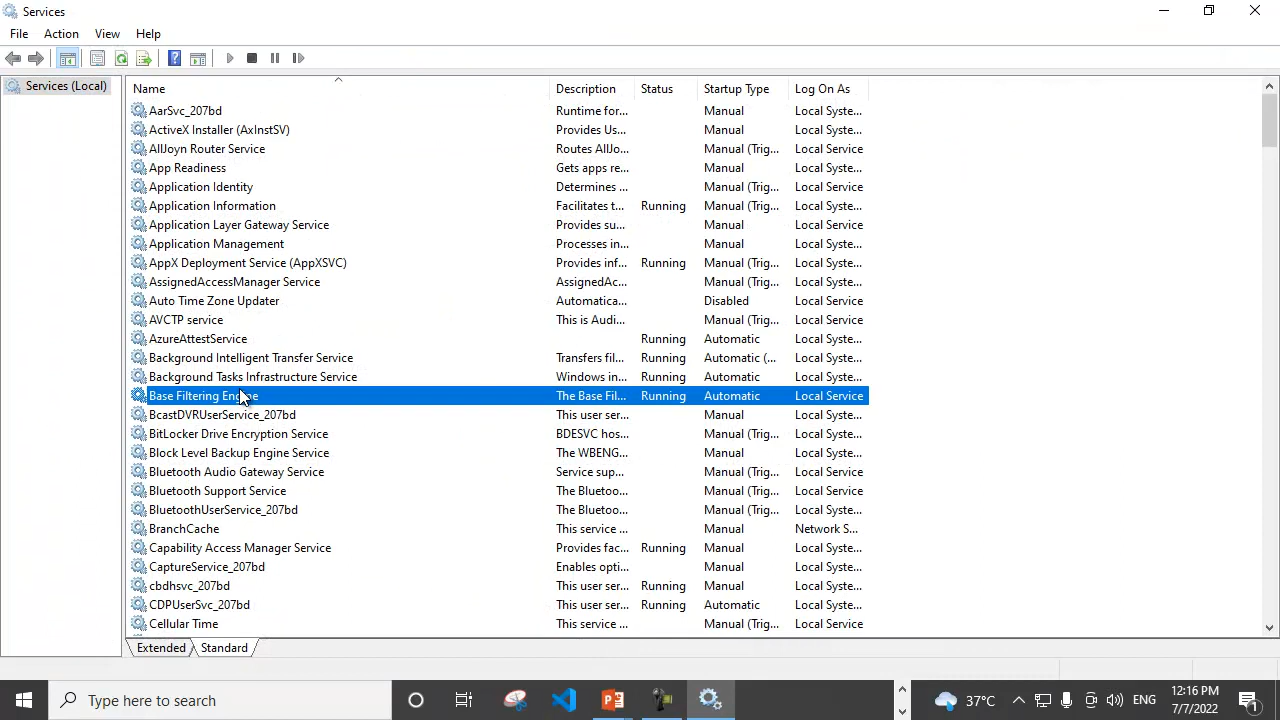 Services
File Action View Help
Services (Local)
Name Description Status Startup Type Log On As
AarSvc_207bd Runtime for... Manual Local Syste...
ActiveX Installer (AxInstSV) Provides Us... Manual Local Syste...
AllJoyn Router Service Routes AllJo... Manual (Trig... Local Service
App Readiness Gets apps re... Manual Local Syste...
Application Identity Determines ... Manual (Trig... Local Service
Application Information Facilitates t... Running Manual (Trig... Local Syste...
Application Layer Gateway Service Provides su... Manual Local Service
Application Management Processes in... Manual Local Syste...
AppX Deployment Service (AppXSVC) Provides inf... Running Manual (Trig... Local Syste...
AssignedAccessManager Service AssignedAc... Manual (Trig... Local Syste...
Auto Time Zone Updater Automatica... Disabled Local Service
AVCTP service This is Audi... Manual (Trig... Local Service
AzureAttestService Running Automatic Local Syste...
Background Intelligent Transfer Service Transfers fil... Running Automatic (... Local Syste...
Background Tasks Infrastructure Service Windows in... Running Automatic Local Syste...
Base Filtering Engine The Base Fil... Running Automatic Local Service
BcastDVRUserService_207bd This user ser... Manual Local Syste...
BitLocker Drive Encryption Service BDESVC hos... Manual (Trig... Local Syste...
Block Level Backup Engine Service The WBENG... Manual Local Syste...
Bluetooth Audio Gateway Service Service sup... Manual (Trig... Local Service
Bluetooth Support Service The Bluetoo... Manual (Trig... Local Service
BluetoothUserService_207bd The Bluetoo... Manual (Trig... Local Syste...
BranchCache This service ... Manual Network S...
Capability Access Manager Service Provides fac... Running Manual Local Syste...
CaptureService_207bd Enables opti... Manual Local Syste...
cbdhsvc_207bd This user ser... Running Manual Local Syste...
CDPUserSvc_207bd This user ser... Running Automatic Local Syste...
Cellular Time This service ... Manual (Trig... Local Service
Extended Standard
Type here to search 37°C ENG 12:16 PM
7/7/2022 1